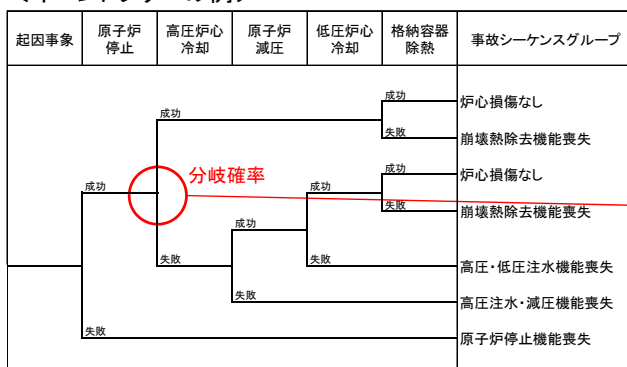 起因事象
原子炉
停止
高圧炉心
冷却
原子炉
減圧
低圧炉心
冷却
格納容器
除熱
事故シーケンスグループ
成功
炉心損傷なし
成功
失敗
崩壊熱除去機能喪失
成功
炉心損傷なし
分岐確率
成功
成功
失敗
崩壊熱除去機能喪失
成功
失敗
失敗
高圧・低圧注水機能喪失
失敗
高圧注水・減圧機能喪失
失敗
原子炉停止機能喪失